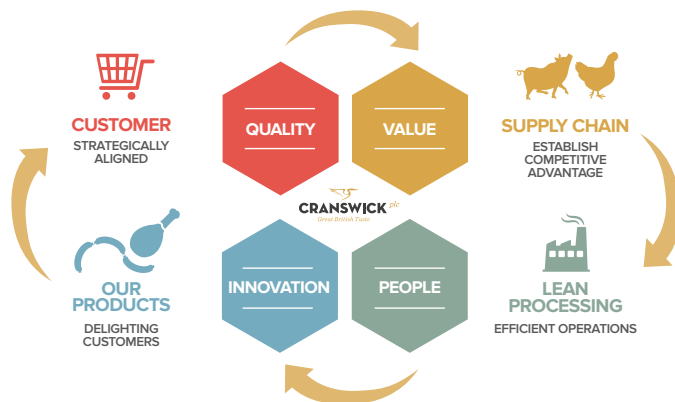 CUSTOMER
STRATEGICALLY
ALIGNED
QUALITY
VALUE
SUPPLY CHAIN
ESTABLISH
COMPETITIVE
ADVANTAGE
CRANSWICK plc
Great British Taste
OUR
PRODUCTS
DELIGHTING
CUSTOMERS
INNOVATION
PEOPLE
LEAN
PROCESSING
EFFICIENT OPERATIONS